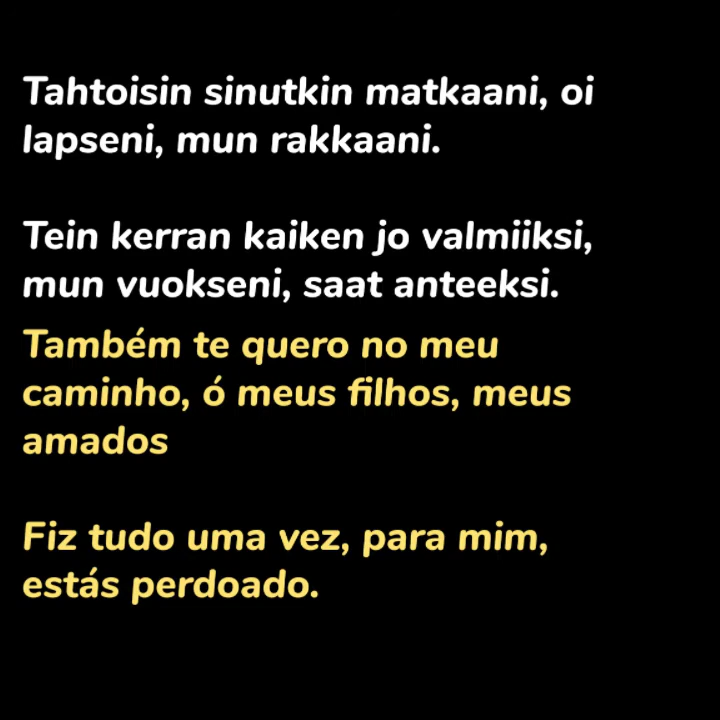 Tahtoisin sinutkin matkaani, oi
lapseni, mun rakkaani.
Tein kerran kaiken jo valmiiksi,
mun vuokseni, saat anteeksi.
Também te quero no meu
caminho, ó meus filhos, meus
amados
Fiz tudo uma vez, para mim,
estás perdoado.